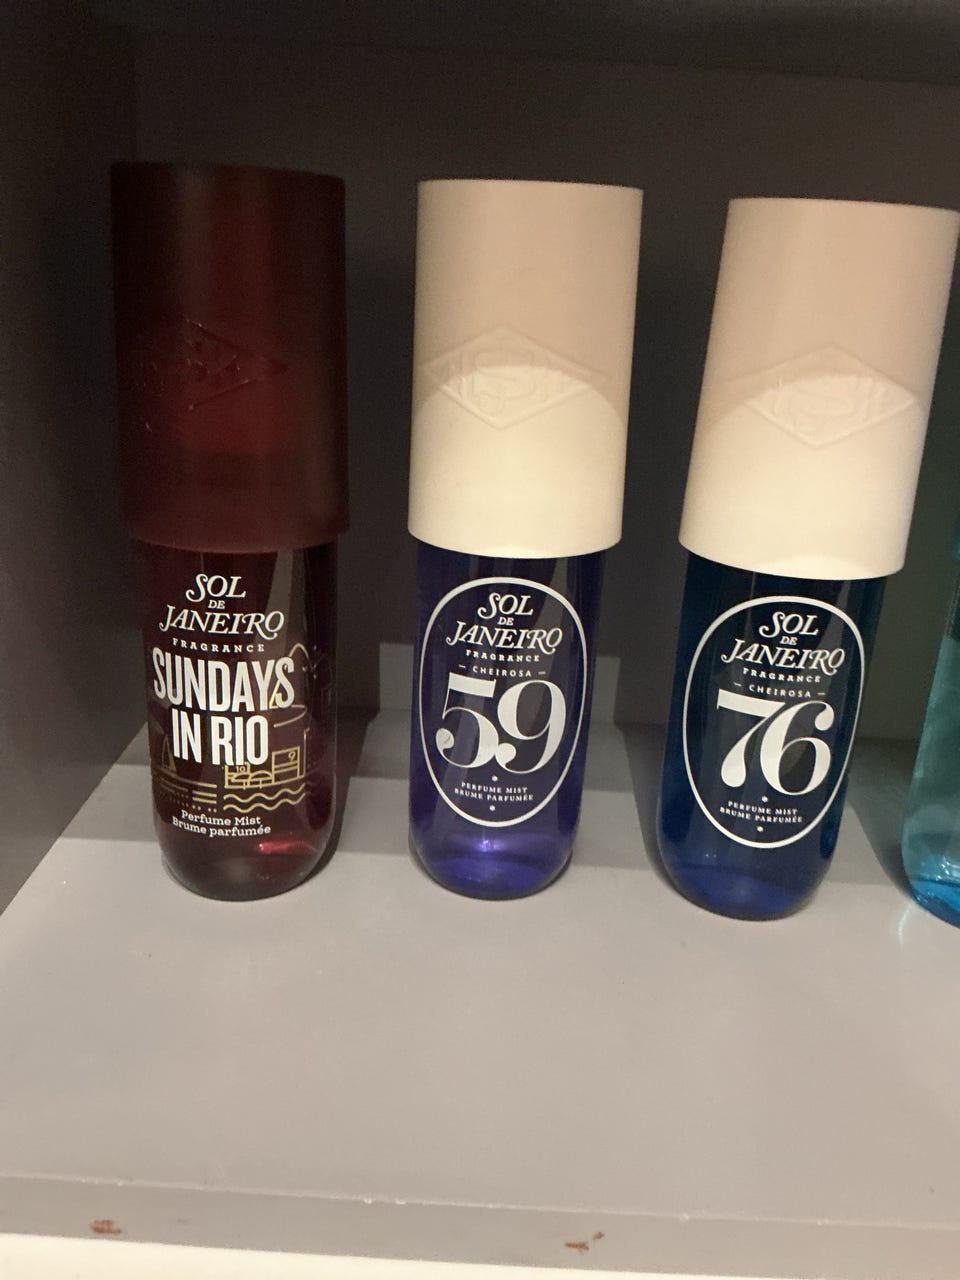 SOL
DE
JANEIRO
FRAGRANCE
SUNDAYS
IN RIO
Perfume Mist
Brume parfumée
SOL
DE
JANEIRO
FRAGRANCE
CHEIROSA
59
PERFUME MIST
BRUME PARFUMÉE
SOL
DE
JANEIRO
FRAGRANCE
CHEIROSA
76
PERFUME MIST
BRUME PARFUMÉE